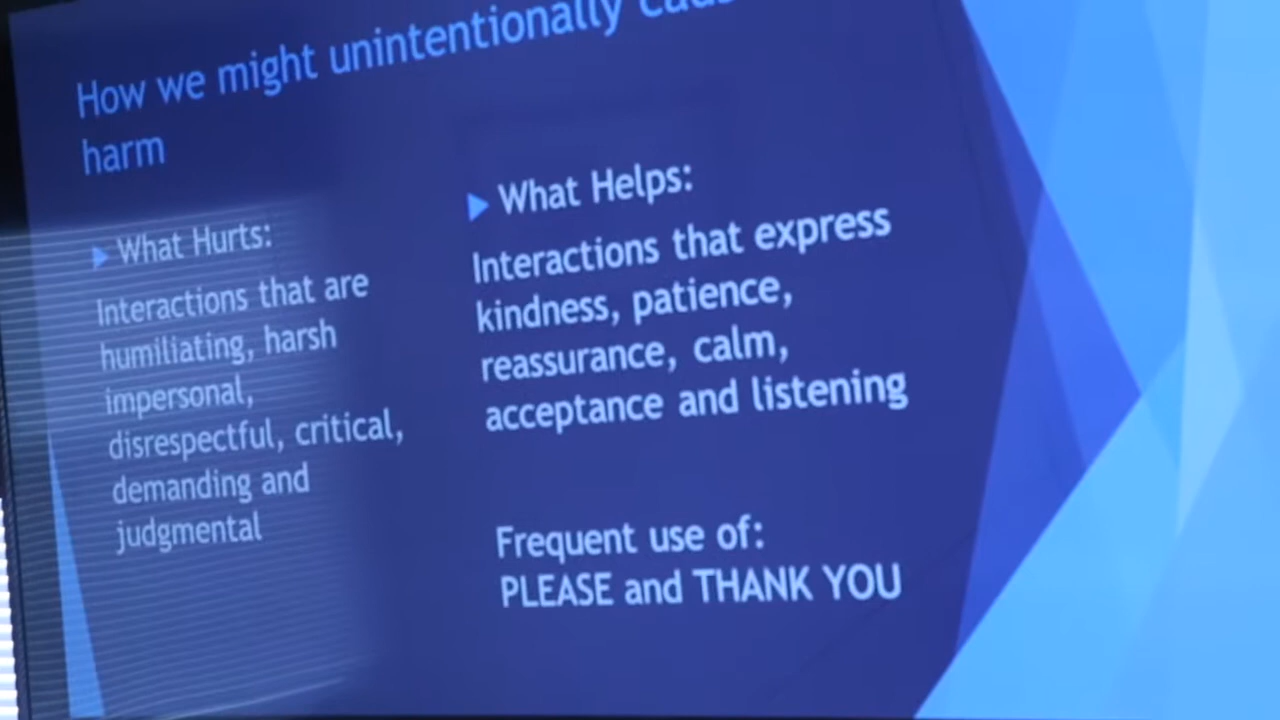 How we might unintentionally
harm
What Hurts:
Interactions that are
humiliating, harsh
impersonal,
disrespectful, critical,
demanding and
judgmental
What Helps:
Interactions that express
kindness, patience,
reassurance, calm,
acceptance and listening
Frequent use of:
PLEASE and THANK YOU